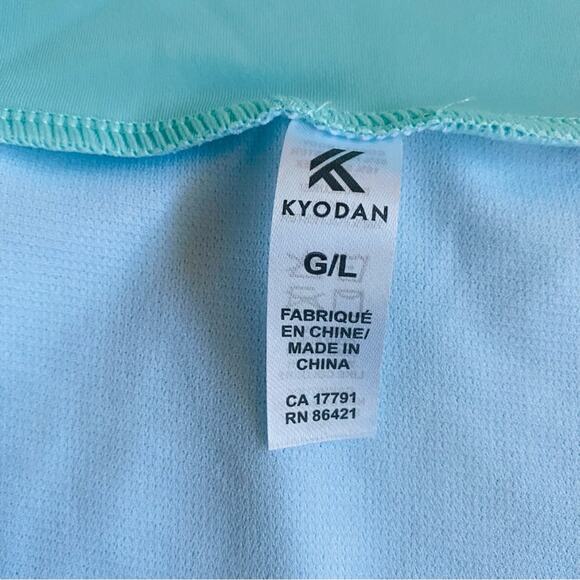 KYODAN
G/L
FABRIQUÉ
EN CHINE/
MADE IN
CHINA
CA 17791
RN 86421